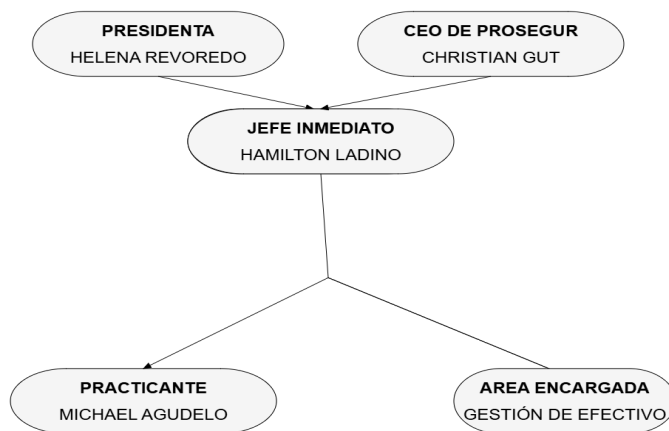 PRESIDENTA
HELENA REVOREDO
CEO DE PROSEGUR
CHRISTIAN GUT
JEFE INMEDIATO
HAMILTON LADINO
PRACTICANTE
MICHAEL AGUDELO
AREA ENCARGADA
GESTIÓN DE EFECTIVO.